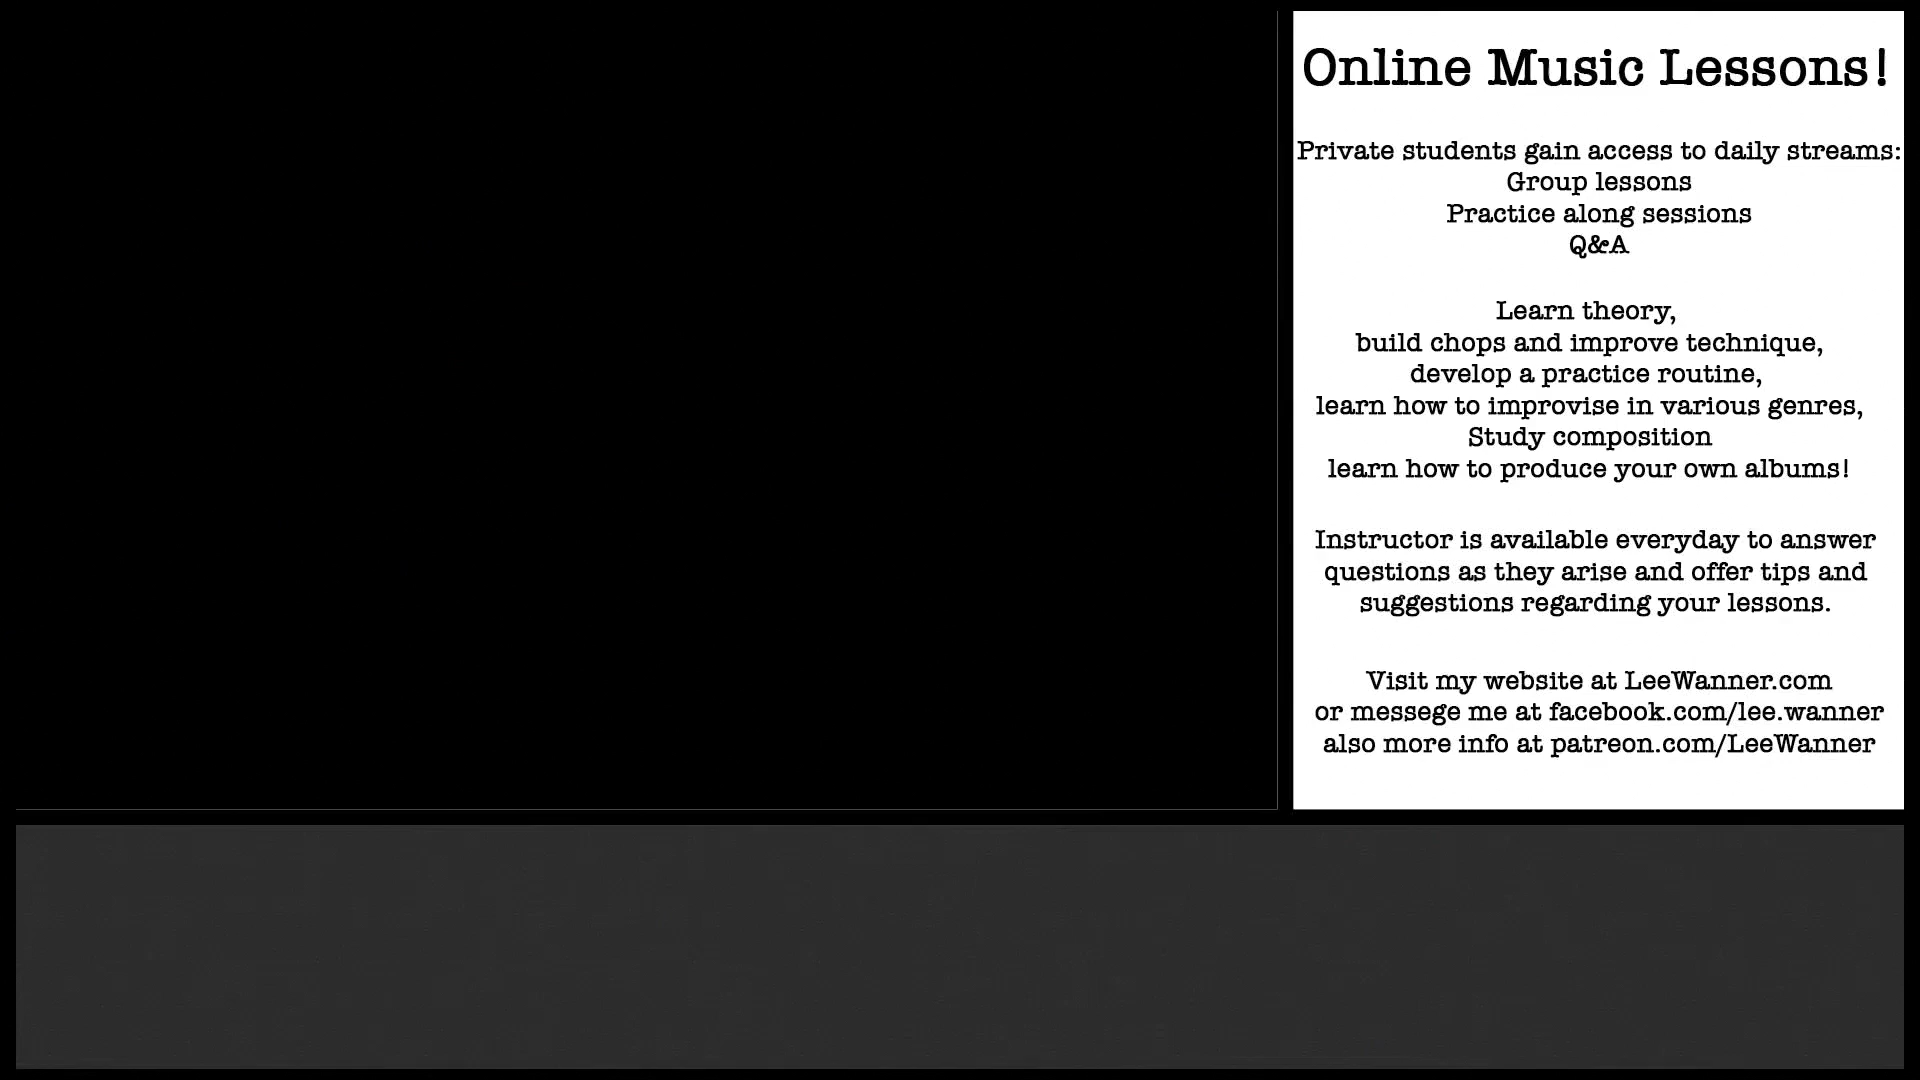 Online Music Lessons!
Private students gain access to daily streams:
Group lessons
Practice along sessions
Q&A
Learn theory,
build chops and improve technique,
develop a practice routine,
learn how to improvise in various genres,
Study composition
learn how to produce your own albums!
Instructor is available everyday to answer
questions as they arise and offer tips and
suggestions regarding your lessons.
Visit my website at LeeWanner.com
or messege me at facebook.com/lee.wanner
also more info at patreon.com/LeeWanner